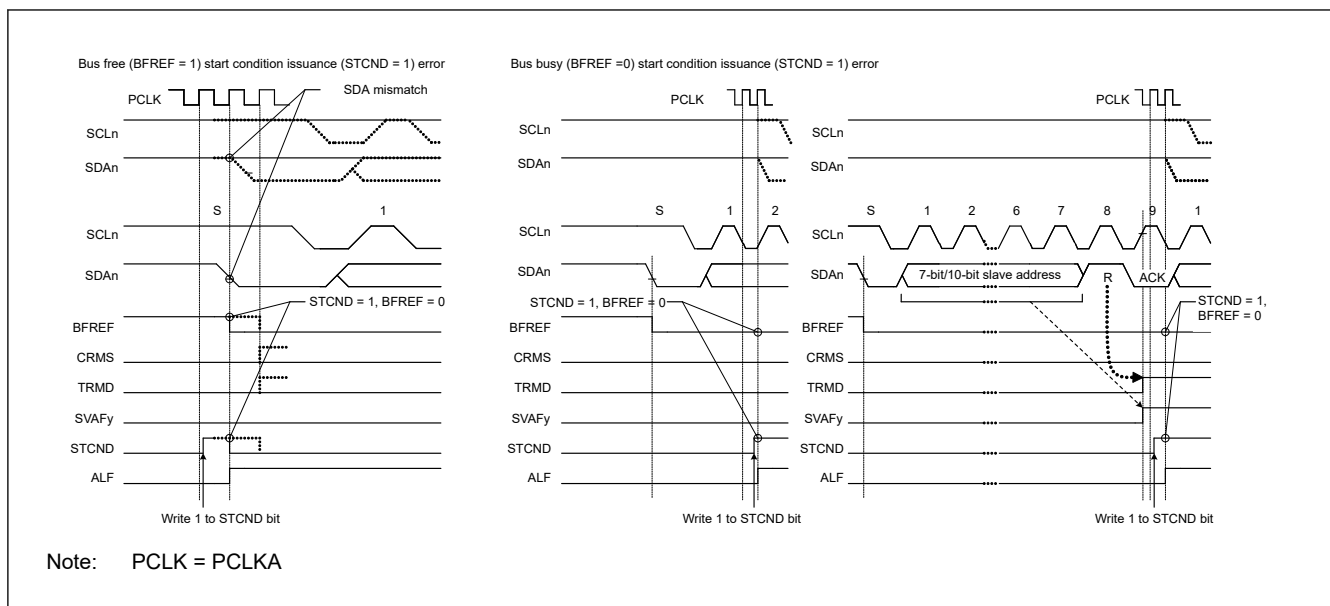 Bus free (BFREF = 1) start condition issuance (STCND = 1) error
PCLK
SDA mismatch
SCLn
SDAn
S 1
SCLn
SDAn
STCND = 1, BFREF = 0
BFREF
CRMS
TRMD
SVAFy
STCND
ALF
Write 1 to STCND bit
Bus busy (BFREF =0) start condition issuance (STCND = 1) error
PCLK
SCLn
SDAn
S 1 2
SCLn
SDAn
STCND = 1, BFREF = 0
BFREF
CRMS
TRMD
SVAFy
STCND
ALF
Write 1 to STCND bit
PCLK
SCLn
SDAn
S 1 2 6 7 8 9 1
SCLn
SDAn
7-bit/10-bit slave address
R
ACK
STCND = 1,
BFREF = 0
BFREF
CRMS
TRMD
SVAFy
STCND
ALF
Write 1 to STCND bit
Note: PCLK = PCLKA